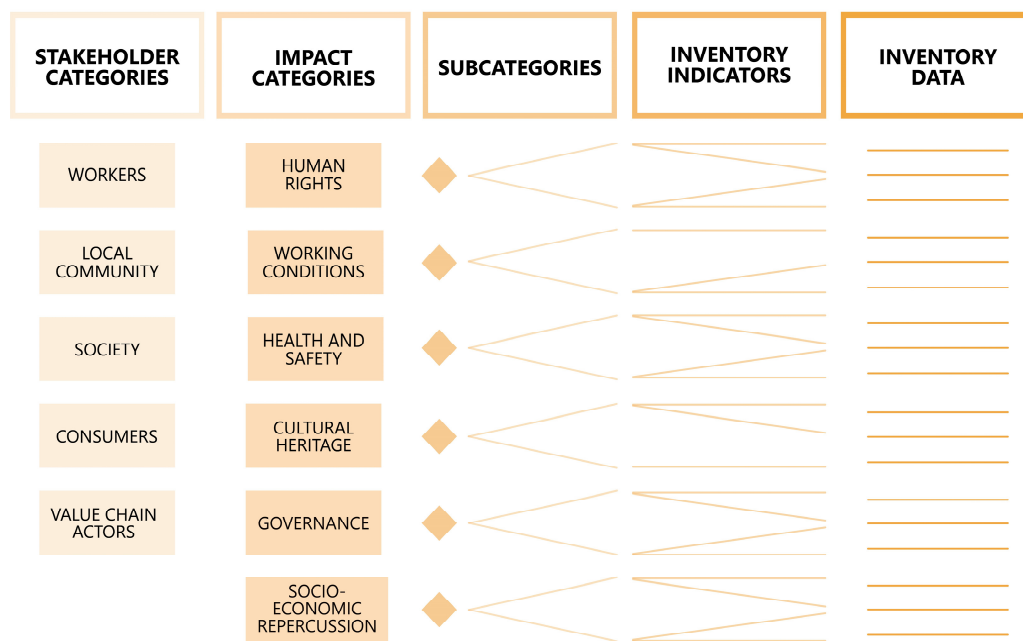 STAKEHOLDER
CATEGORIES
IMPACT
CATEGORIES
SUBCATEGORIES
INVENTORY
INDICATORS
INVENTORY
DATA
WORKERS
HUMAN
RIGHTS
LOCAL
COMMUNITY
WORKING
CONDITIONS
SOCIETY
HEALTH AND
SAFETY
CONSUMERS
CULTURAL
HERITAGE
VALUE CHAIN
ACTORS
GOVERNANCE
SOCIO-
ECONOMIC
REPERCUSSION